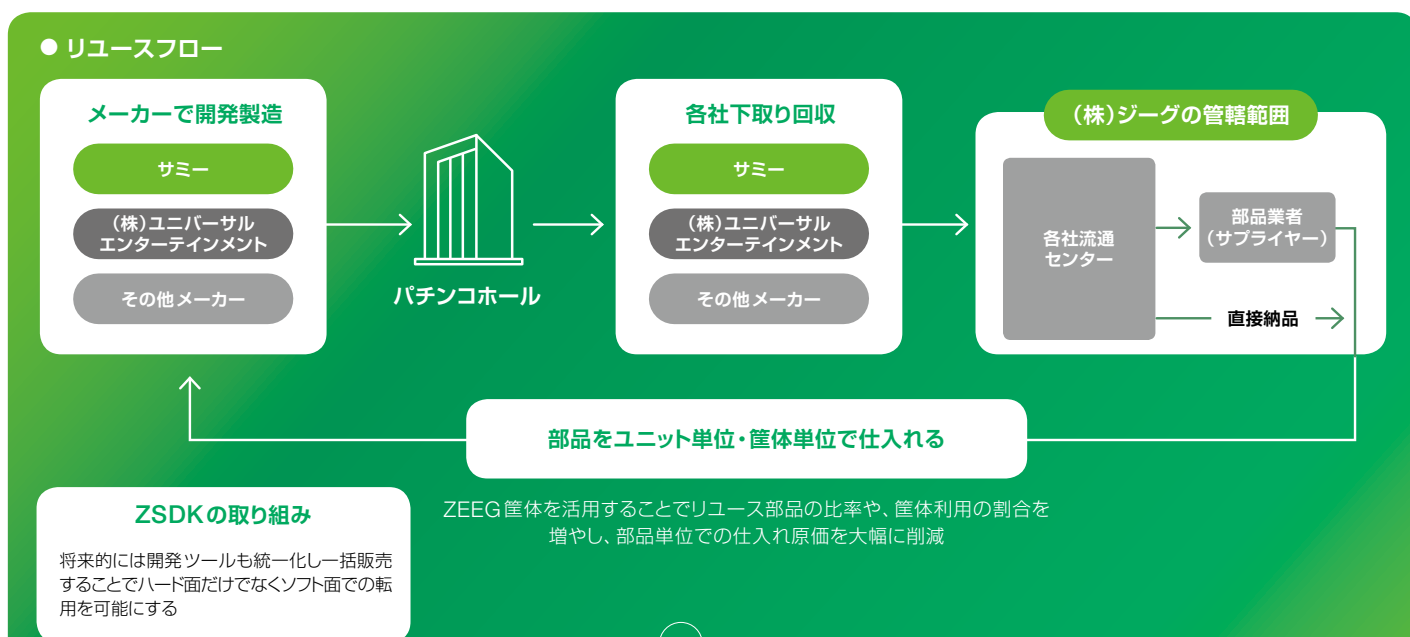 ● リユースフロー
メーカーで開発製造
サミー
(株)ユニバーサル
エンターテインメント
その他メーカー
パチンコホール
各社下取り回収
サミー
(株)ユニバーサル
エンターテインメント
その他メーカー
(株)ジーグの管轄範囲
各社流通
センター
部品業者
(サプライヤー)
直接納品
部品をユニット単位・筐体単位で仕入れる
ZEEG筐体を活用することでリユース部品の比率や、筐体利用の割合を
増やし、部品単位での仕入れ原価を大幅に削減
ZSDKの取り組み
将来的には開発ツールも統一化し一括販売
することでハード面だけでなくソフト面での転
用を可能にする